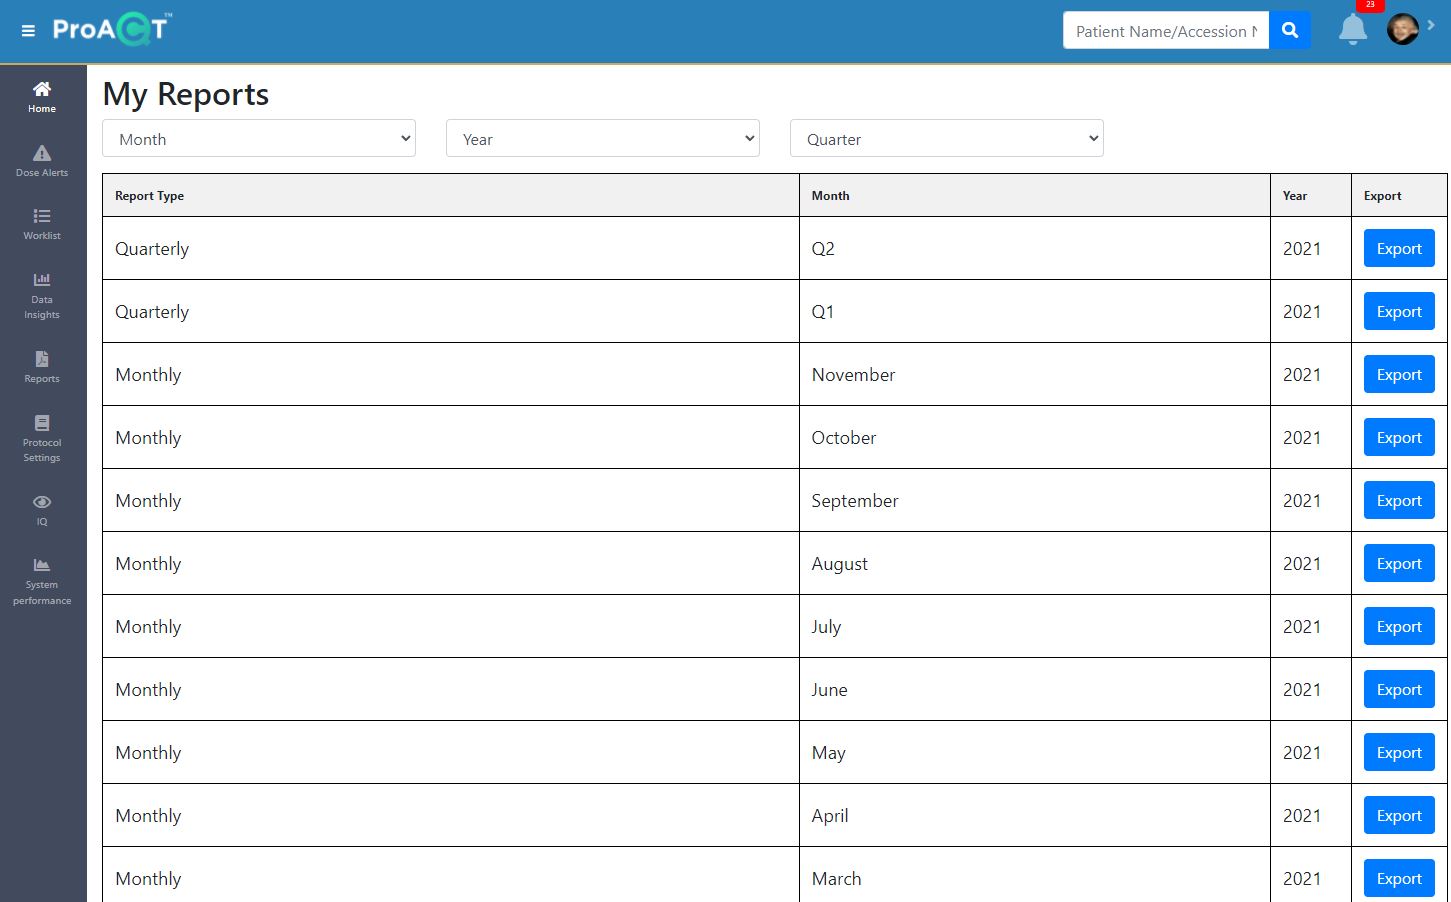 ProACT™
Patient Name/Accession N
23
Home
Dose Alerts
Worklist
Data
Insights
Reports
Protocol
Settings
IQ
System
performance
My Reports
Month Year Quarter
Report Type Month Year Export
Quarterly Q2 2021 Export
Quarterly Q1 2021 Export
Monthly November 2021 Export
Monthly October 2021 Export
Monthly September 2021 Export
Monthly August 2021 Export
Monthly July 2021 Export
Monthly June 2021 Export
Monthly May 2021 Export
Monthly April 2021 Export
Monthly March 2021 Export